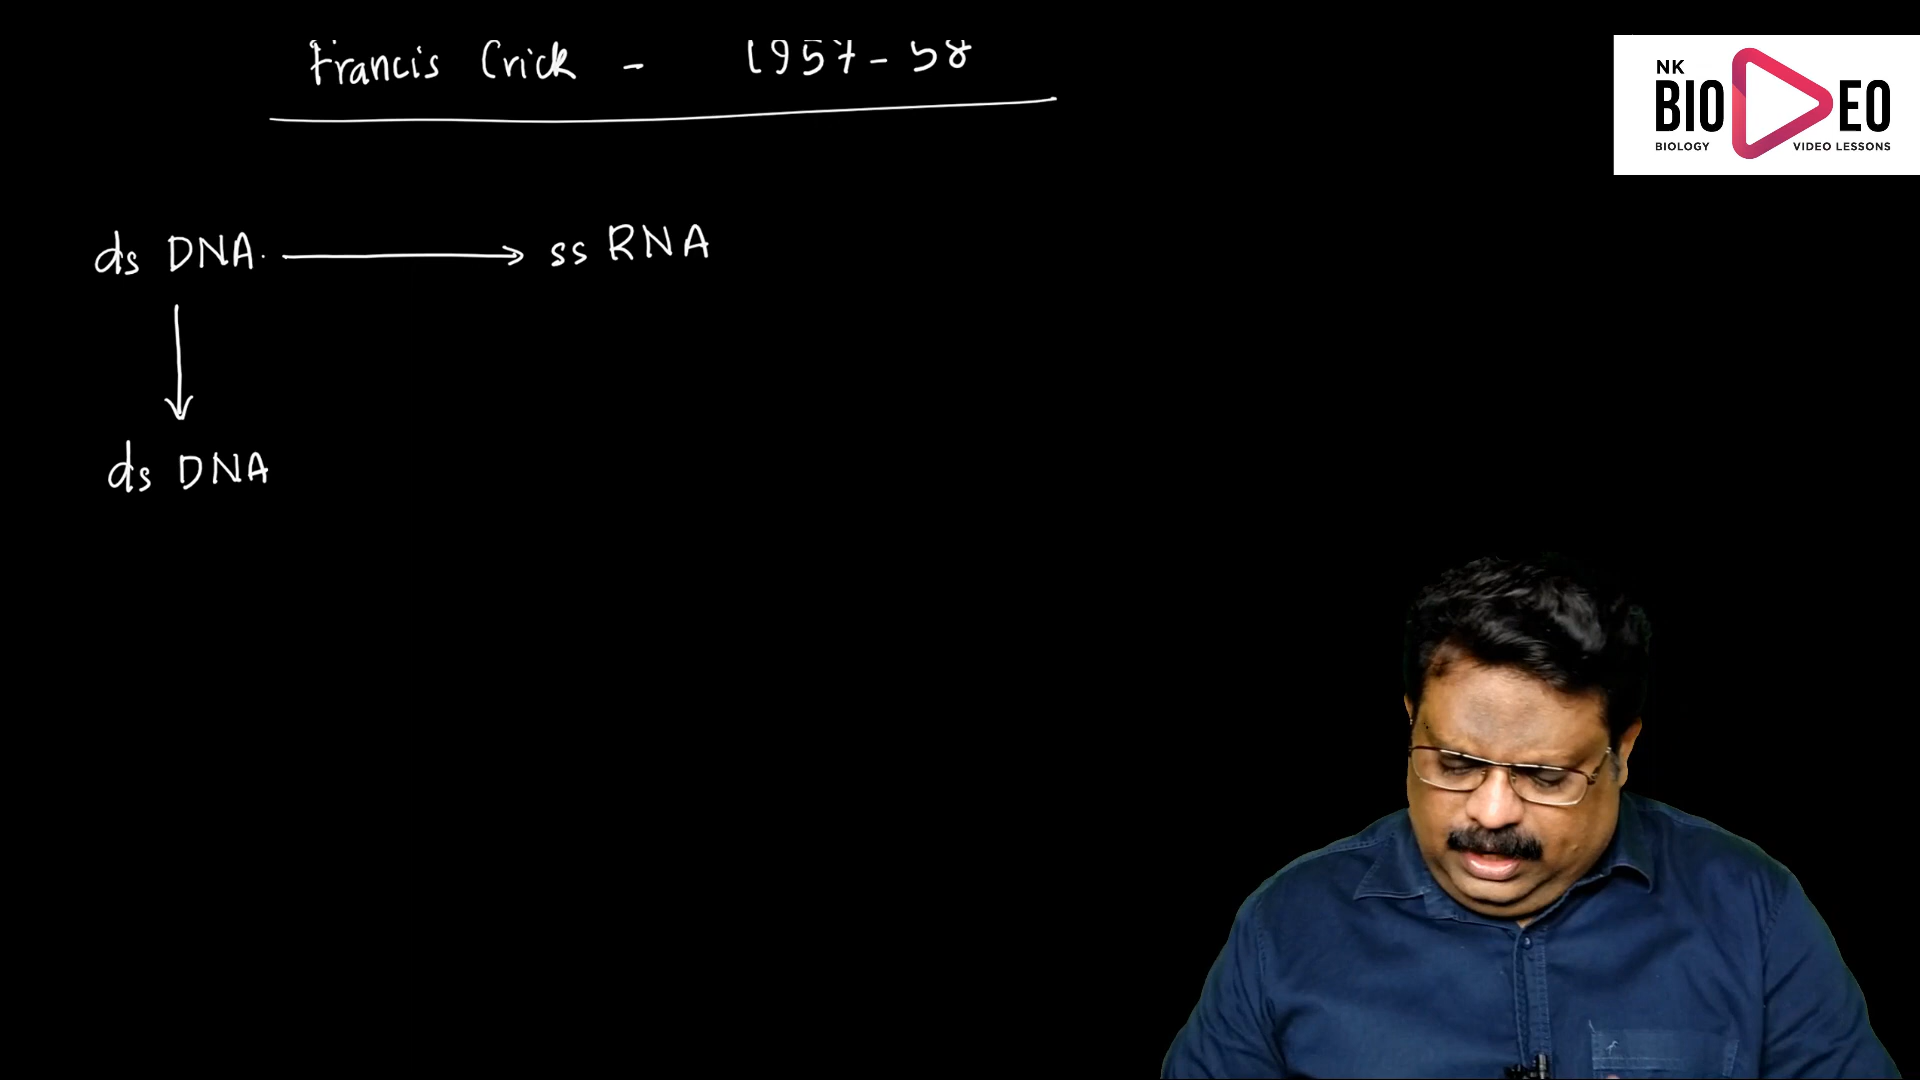 Francis Crick - 1957-58
NK
BIO EO
BIOLOGY VIDEO LESSONS
ds DNA. → ss RNA
↓
ds DNA